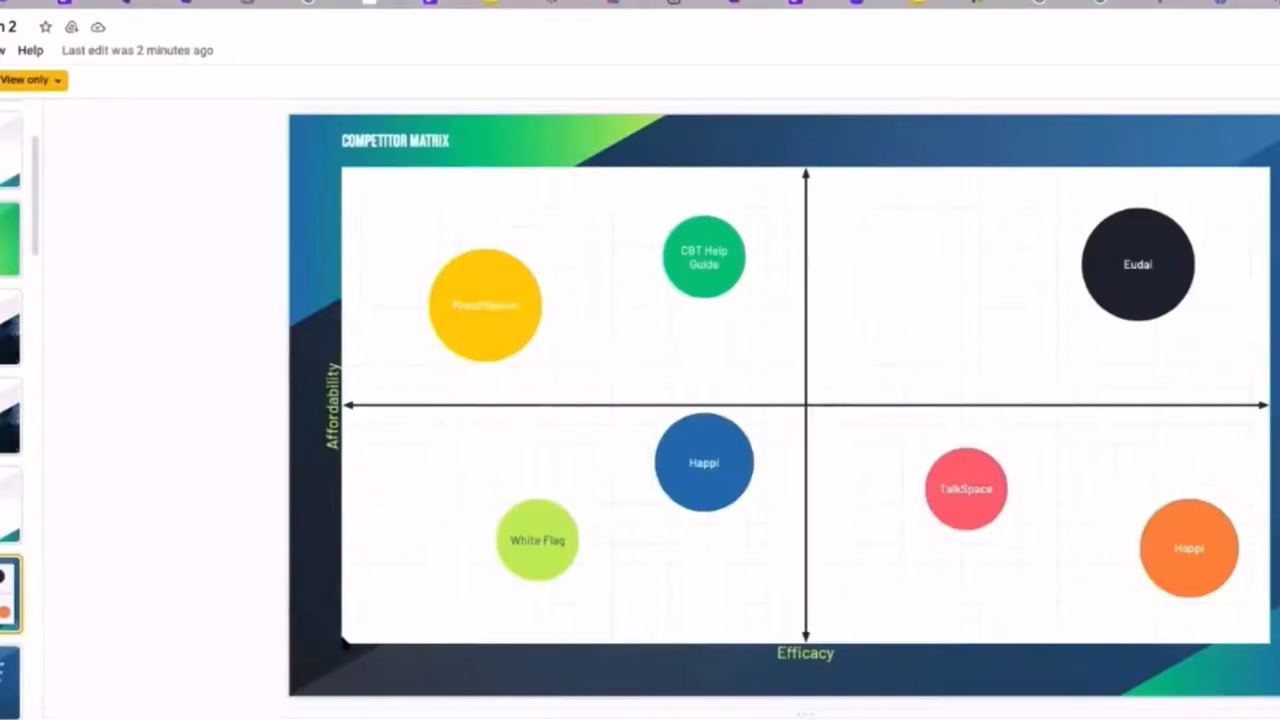 n 2
w Help Last edit was 2 minutes ago
View only
COMPETITOR MATRIX
CBT Help
Guide
Eudai
Affordability
Happi
TalkSpace
White Flag
Happi
Efficacy